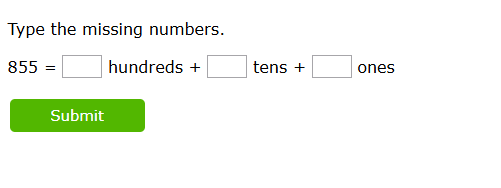 Type the missing numbers.
855 = hundreds + tens + ones
Submit